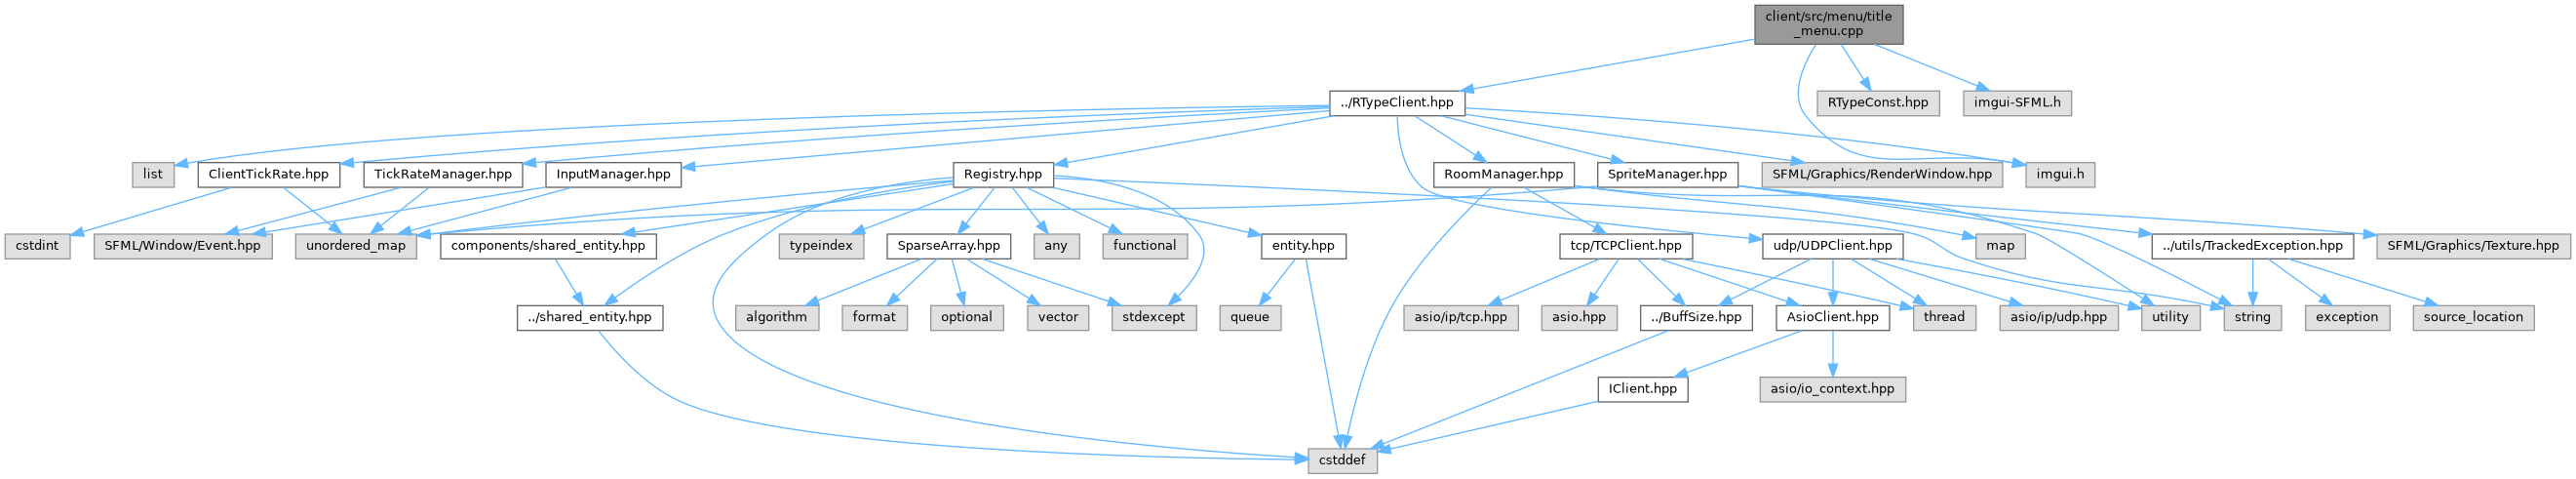 client/src/menu/title
_menu.cpp
../RTypeClient.hpp
RTypeConst.hpp
imgui-SFML.h
list
ClientTickRate.hpp
TickRateManager.hpp
InputManager.hpp
Registry.hpp
RoomManager.hpp
SpriteManager.hpp
SFML/Graphics/RenderWindow.hpp
imgui.h
cstdint
SFML/Window/Event.hpp
unordered_map
components/shared_entity.hpp
typeindex
SparseArray.hpp
any
functional
entity.hpp
tcp/TCPClient.hpp
udp/UDPClient.hpp
map
../utils/TrackedException.hpp
SFML/Graphics/Texture.hpp
../shared_entity.hpp
algorithm
format
optional
vector
stdexcept
queue
asio/ip/tcp.hpp
asio.hpp
../BuffSize.hpp
AsioClient.hpp
thread
asio/ip/udp.hpp
utility
string
exception
source_location
IClient.hpp
asio/io_context.hpp
cstddef